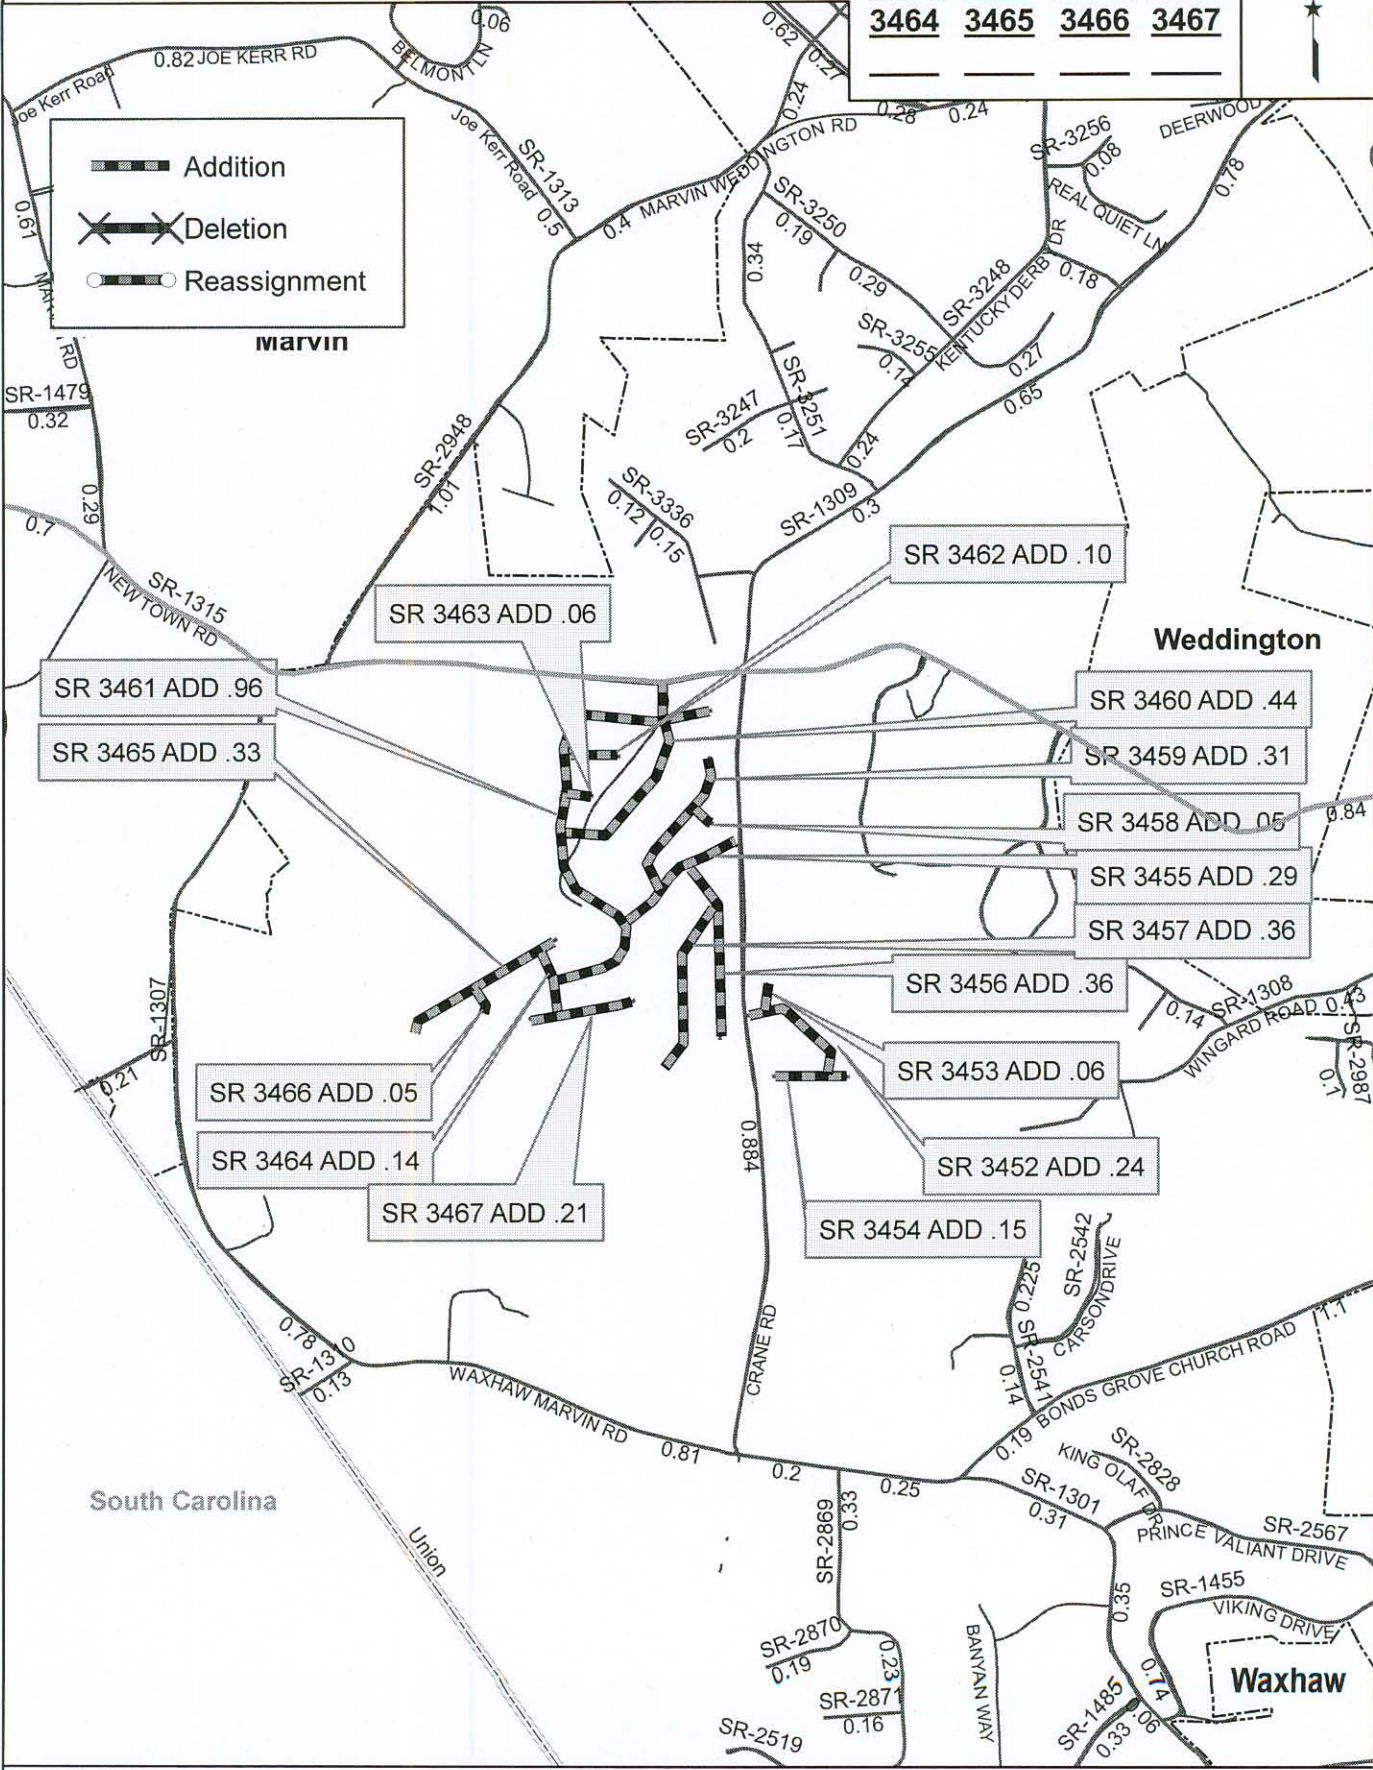 3464 3465 3466 3467
0.06
0.82 JOE KERR RD
BELMONT LN
0.62
0.27
0.24
0.28
0.24
Joe Kerr Road
Joe Kerr Road
SR-1313
0.5
0.4
MARVIN WEDDINGTON RD
SR-3256
0.08
DEERWOOD
0.78
REAL QUIET LN
Addition
Deletion
Reassignment
0.61
RD
Marvin
SR-3250
0.19
0.34
0.29
SR-3248
KENTUCKY DERBY DR
0.18
SR-3255
0.14
0.27
0.65
SR-1479
0.32
SR-3247
0.2
SR-3251
0.17
0.24
SR-2948
1.01
0.29
0.7
SR-3336
0.12
0.15
SR-1309
0.3
SR-1315
NEW TOWN RD
SR 3462 ADD .10
SR 3463 ADD .06
Weddington
SR 3461 ADD .96
SR 3460 ADD .44
SR 3465 ADD .33
SR 3459 ADD .31
SR 3458 ADD .05
0.84
SR 3455 ADD .29
SR 3457 ADD .36
SR 3456 ADD .36
SR-1307
0.21
SR-1308
0.14
WINGARD ROAD
0.43
SR-2987
0.1
SR 3453 ADD .06
SR 3466 ADD .05
SR 3464 ADD .14
0.884
SR 3452 ADD .24
SR 3467 ADD .21
SR 3454 ADD .15
SR-2542
CARSONDRIVE
0.225
SR-2541
0.14
1.1
BONDS GROVE CHURCH ROAD
0.78
SR-1310
0.13
CRANE RD
WAXHAW MARVIN RD
0.81
0.2
0.25
0.19
SR-2828
KING OLAF DR
SR-1301
0.31
PRINCE VALIANT DRIVE
SR-2567
South Carolina
Union
SR-2869
0.33
0.35
SR-1455
VIKING DRIVE
SR-2870
0.19
0.23
SR-2871
0.16
SR-2519
BANYAN WAY
0.74
Waxhaw
SR-1485
0.33
.06